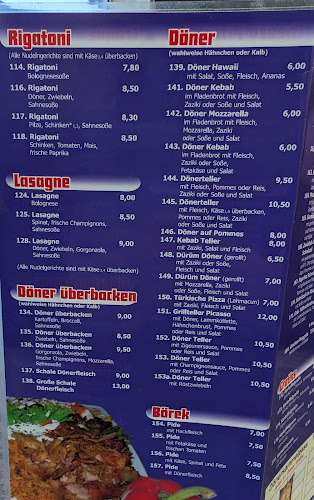 Rigatoni
(Alle Nudelngerichte sind mit Käse überbacken)
114. Rigatoni 7,80
Bolognesesoße
116. Rigatoni 8,50
Döner, Zwiebeln,
Sahnesoße
117. Rigatoni 8,30
Pilze, Schinken, Sahnesoße
118. Rigatoni 8,50
Schinken, Tomaten, Mais,
frische Paprika
Lasagne
124. Lasagne 8,00
Bolognese
125. Lasagne 8,50
Spinat, frische Champignons,
Sahnesoße
128. Lasagne 9,00
Döner, Zwiebeln, Gorgonzola,
Sahnesoße
(Alle Nudelgerichte sind mit Käse überbacken)
Döner überbacken
(wahlweise Hähnchen oder Kalb)
134. Döner überbacken 9,00
Kartoffeln, Broccoli,
Sahnesoße
135. Döner überbacken 8,50
Zwiebeln, Sahnesoße
136. Döner überbacken 9,50
Gorgonzola, Zwiebeln,
frische Champignons, Mozzarella,
Sahnesoße
137. Schale Dönerfleisch 9,00
138. Große Schale 13,00
Dönerfleisch
Döner
(wahlweise Hähnchen oder Kalb)
139. Döner Hawaii 6,00
mit Salat, Soße, Fleisch, Ananas
141. Döner Kebab 5,50
im Fladenbrot mit Fleisch,
Zaziki oder Soße und Salat
142. Döner Mozzarella 6,00
im Fladenbrot mit Fleisch,
Mozzarella, Zaziki
oder Soße und Salat
143. Döner Kebab 6,00
im Fladenbrot mit Fleisch,
Zaziki oder Soße,
Fetakäse und Salat
144. Dönerteller 9,50
mit Fleisch, Pommes oder Reis,
Zaziki oder Soße und Salat
145. Dönerteller 10,50
mit Fleisch, Käse überbacken,
Pommes oder Reis,
Zaziki oder Soße und Salat
146. Döner auf Pommes 8,00
147. Kebab Teller 8,00
mit Zaziki, Salat und Fleisch
148. Dürüm Döner (gerollt) 6,50
mit Zaziki oder Soße,
Fleisch und Salat
149. Dürüm Döner (gerollt) 7,00
mit Fleisch, Mozzarella, Zaziki
oder Soße, Fleisch und Salat
150. Türkische Pizza (Lahmacun) 7,50
mit Fleisch und Salat
151. Grillteller Picasso 12,00
mit Döner, Lammkotlette,
Hähnchenbrust, Pommes
oder Reis und Salat
152. Döner Teller 10,50
mit Zigeunersauce, Pommes
oder Reis und Salat
153. Döner Teller 10,50
mit Champignonsauce, Pommes
oder Reis und Salat
153a. Döner Teller 10,50
mit Röstzwiebeln
Börek
154. Pide 7,00
mit Hackfleisch
155. Pide 7,50
mit Fetakäse und
frischen Tomaten
156. Pide 7,50
mit Käse, Spinat und Feta
157. Pide 8,50
mit Dönerfleisch